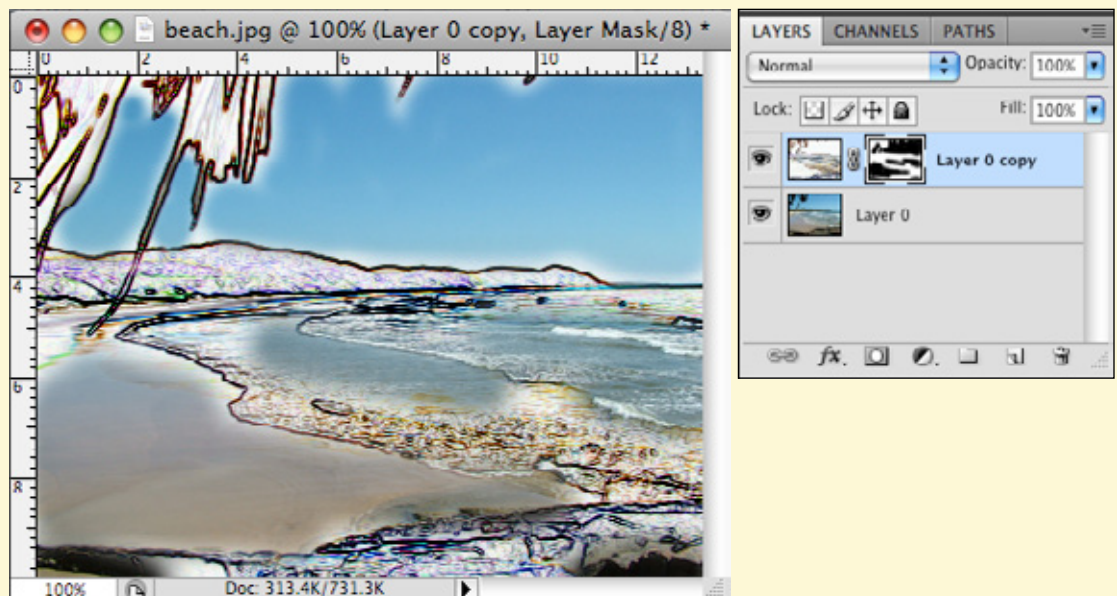 beach.jpg @ 100% (Layer 0 copy, Layer Mask/8) *
0 2 4 6 8 10 12
0
2
4
6
8
100% Doc: 313.4K/731.3K
LAYERS CHANNELS PATHS
Normal Opacity: 100%
Lock: Fill: 100%
Layer 0 copy
Layer 0
fx.